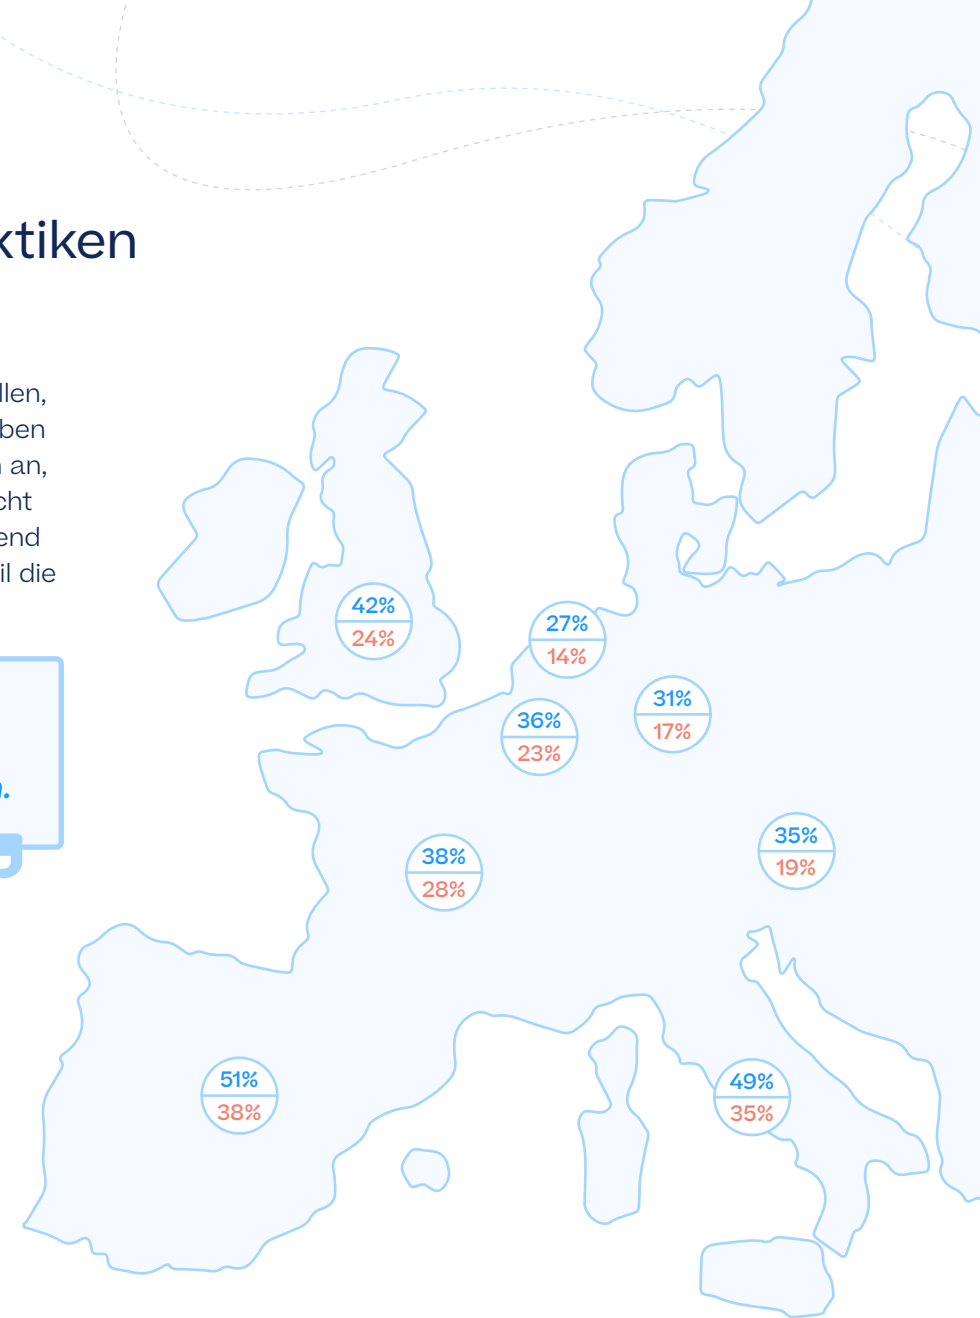 ktiken
llen,
ben
an,
cht
end
il die
42%
24%
27%
14%
31%
17%
36%
23%
35%
19%
38%
28%
51%
38%
49%
35%